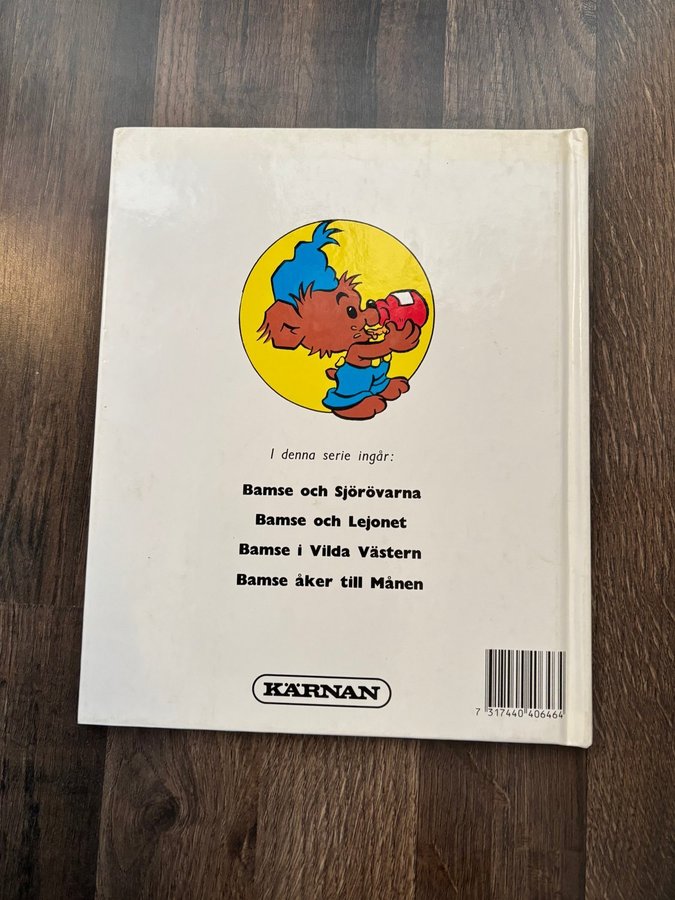 I denna serie ingår:
Bamse och Sjörövarna
Bamse och Lejonet
Bamse i Vilda Västern
Bamse åker till Månen
KÄRNAN
7 317440 406464